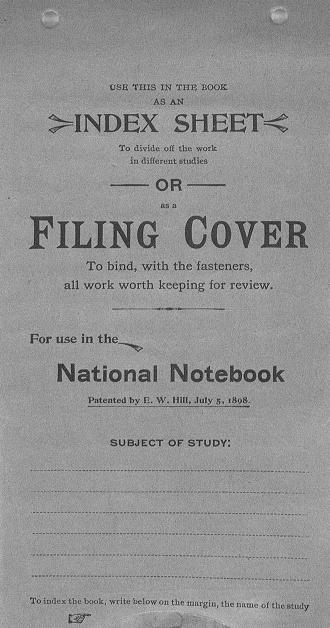 USE THIS IN THE BOOK
AS AN
INDEX SHEET
To divide off the work
in different studies
OR
as a
FILING COVER
To bind, with the fasteners,
all work worth keeping for review.
For use in the
National Notebook
Patented by E. W. Hill, July 5, 1898.
SUBJECT OF STUDY:
To index the book, write below on the margin, the name of the study